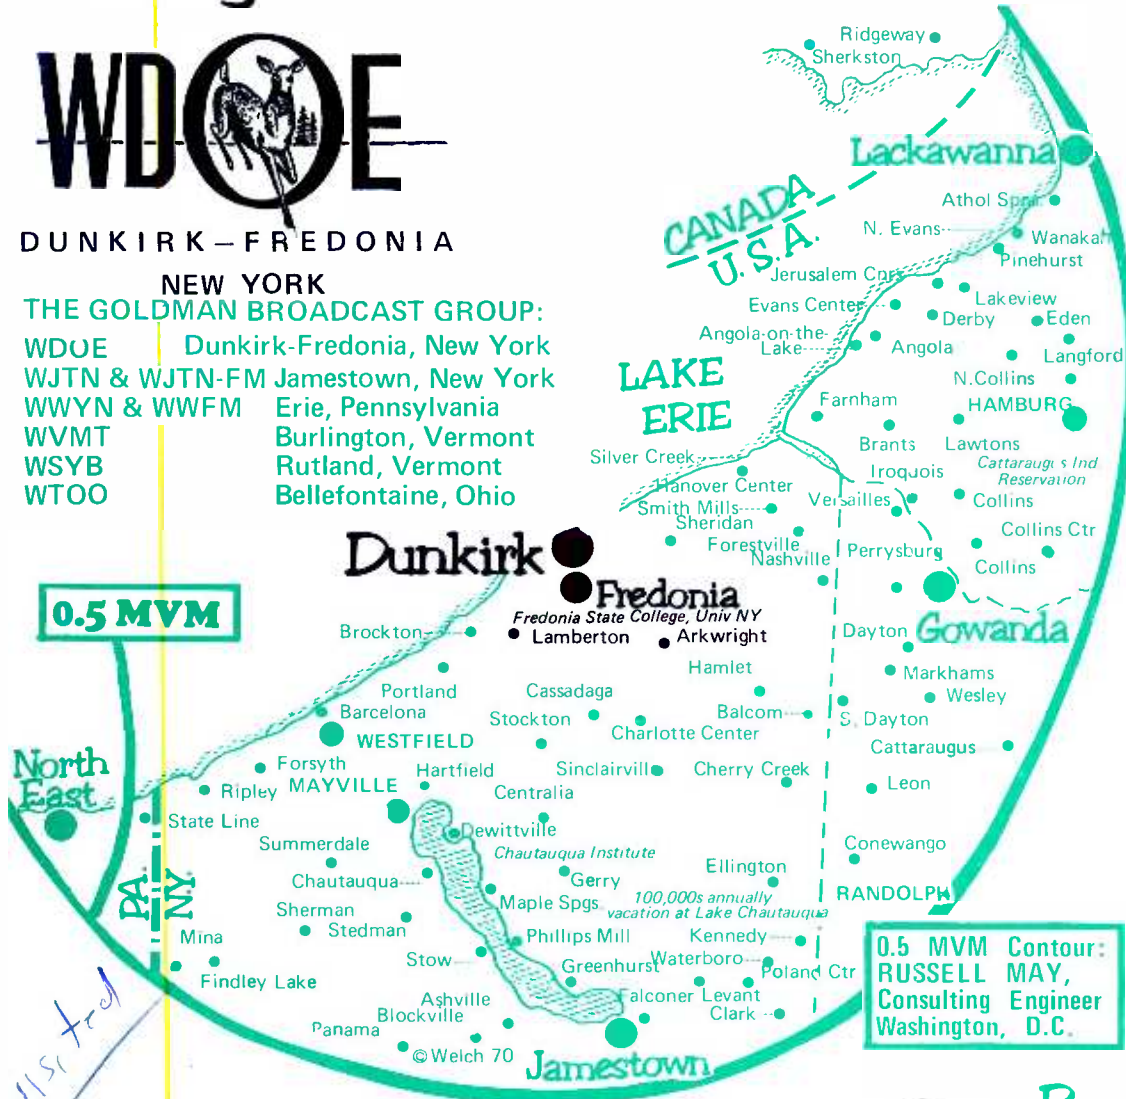 WDOE
DUNKIRK–FREDONIA
NEW YORK
THE GOLDMAN BROADCAST GROUP:
WDOE Dunkirk-Fredonia, New York
WJTN & WJTN-FM Jamestown, New York
WWYN & WWFM Erie, Pennsylvania
WVMT Burlington, Vermont
WSYB Rutland, Vermont
WTOO Bellefontaine, Ohio
Ridgeway
Sherkston
Lackawanna
CANADA
U.S.A.
Athol
N. Evans
Pinehurst
Jerusalem
Evans Center
Lakeview
Derby
Eden
Angola-on-the-
Lake
Angola
Langford
LAKE
ERIE
N.Collins
HAMBURG
Farnham
Brants
Lawtons
Silver Creek
Iroquois
Ind
Reservation
Hanover Center
Versailles
Collins
Smith Mills
Sheridan
Collins Ctr
Forestville
Nashville
Perrysburg
Collins
Dunkirk
Fredonia
Fredonia State College, Univ NY
0.5 MVM
Brockton
Lamberton
Arkwright
Dayton
Gowanda
Hamlet
Markhams
Portland
Cassadaga
Wesley
Barcelona
Stockton
Balcom
S. Dayton
WESTFIELD
Charlotte Center
Cattaraugus
North
East
Forsyth
Hartfield
Sinclairville
Cherry Creek
Ripley
MAYVILLE
Centralia
Leon
State Line
Dewittville
Summerdale
Chautauqua Institute
Conewango
Chautauqua
Gerry
Ellington
PA.
N.Y.
Maple Spgs
100,000s annually
vacation at Lake Chautauqua
RANDOLPH
Sherman
Stedman
Mina
Phillips Mill
Kennedy
Stow
Greenhurst
Waterboro
Poland Ctr
Findley Lake
Ashville
Falconer
Levant
Blockville
Clark
Panama
©Welch 70
Jamestown
0.5 MVM Contour:
RUSSELL MAY,
Consulting Engineer
Washington, D.C.